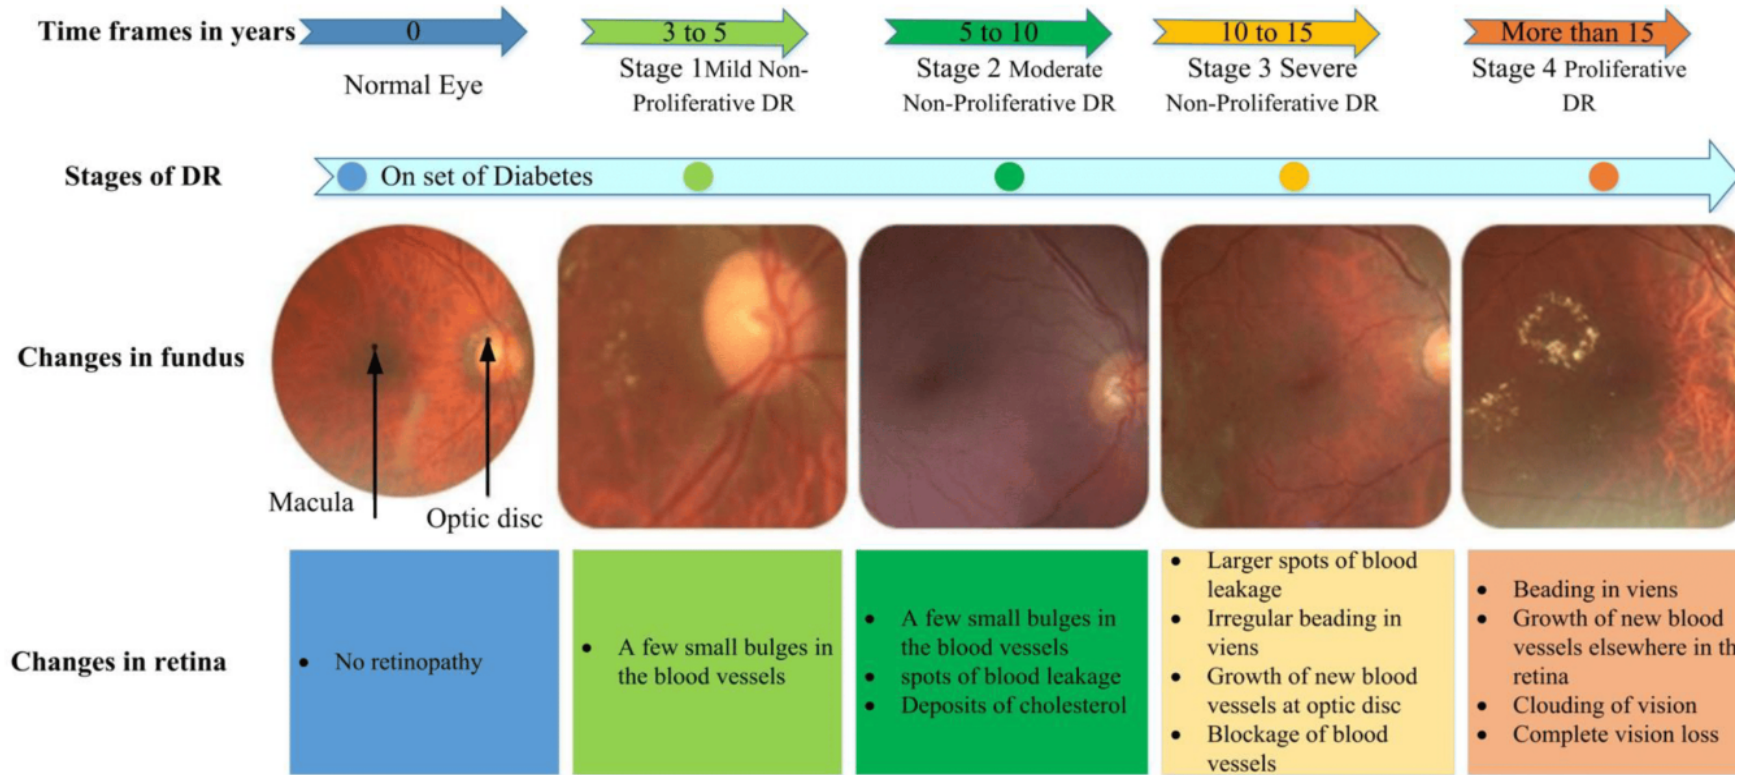 Time frames in years 0 3 to 5 5 to 10 10 to 15 More than 15
Normal Eye
Stage 1 Mild Non-
Proliferative DR
Stage 2 Moderate
Non-Proliferative DR
Stage 3 Severe
Non-Proliferative DR
Stage 4 Proliferative
DR
Stages of DR
On set of Diabetes
Changes in fundus
Macula
Optic disc
Changes in retina
• No retinopathy
• A few small bulges in
the blood vessels
• A few small bulges in
the blood vessels
• spots of blood leakage
• Deposits of cholesterol
• Larger spots of blood
leakage
• Irregular beading in
viens
• Growth of new blood
vessels at optic disc
• Blockage of blood
vessels
• Beading in viens
• Growth of new blood
vessels elsewhere in th
retina
• Clouding of vision
• Complete vision loss